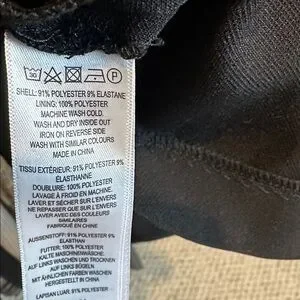 30
P
SHELL: 91% POLYESTER 9% ELASTANE
LINING: 100% POLYESTER
MACHINE WASH COLD.
WASH AND DRY INSIDE OUT
IRON ON REVERSE SIDE
WASH WITH SIMILAR COLOURS
MADE IN CHINA
TISSU EXTÉRIEUR: 91% POLYESTER 9%
ÉLASTHANNE
DOUBLURE: 100% POLYESTER
LAVAGE À FROID EN MACHINE.
LAVER ET SÉCHER SUR L'ENVERS
NE REPASSER QUE SUR L'ENVERS
LAVER AVEC DES COULEURS
SIMILAIRES
FABRIQUÉ EN CHINE
AUSSENSTOFF: 91% POLYESTER 9%
ELASTHAN
FUTTER: 100% POLYESTER
KALTE MASCHINENWÄSCHE
AUF LINKS WASCHEN UND TROCKNEN
AUF LINKS BÜGELN
MIT ÄHNLICHEN FARBEN WASCHEN
HERGESTELLT IN CHINA
LAPISAN LUAR: 91% POLYESTER